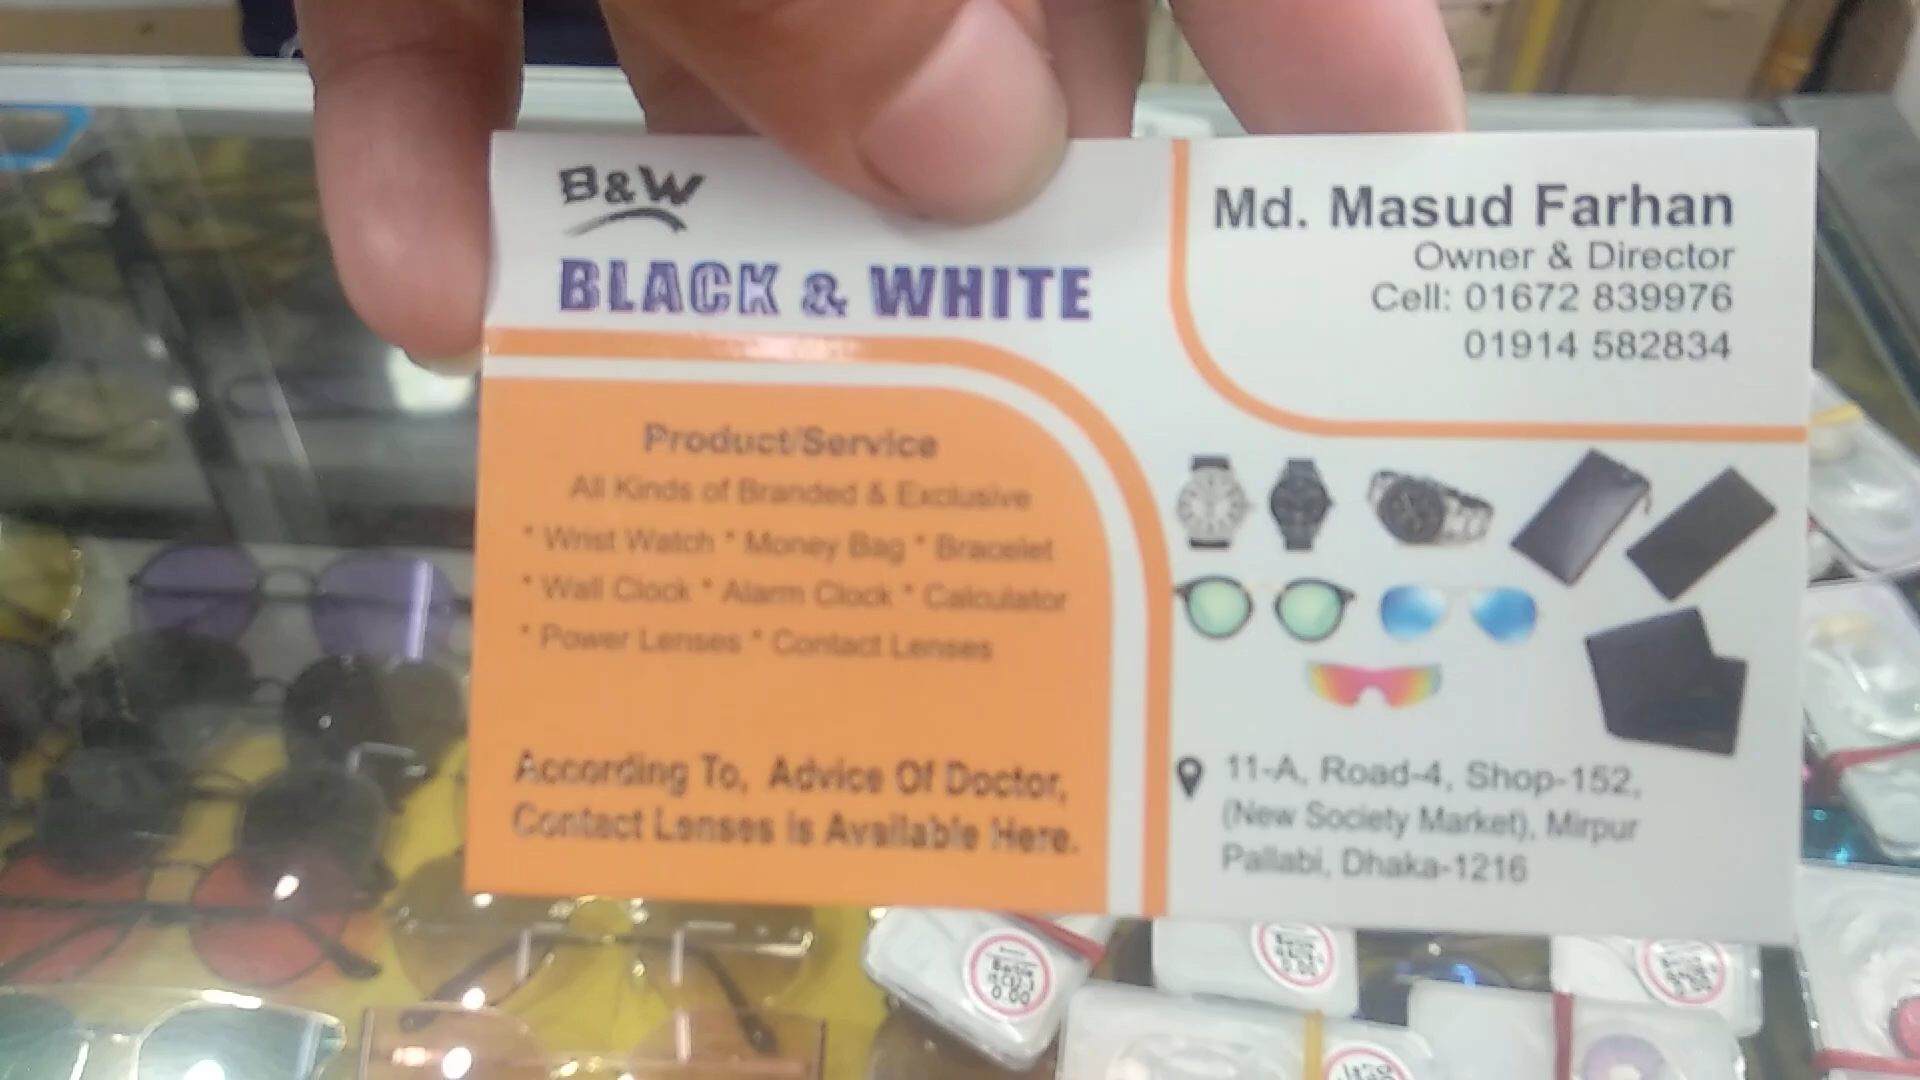 B&W
BLACK & WHITE
Md. Masud Farhan
Owner & Director
Cell: 01672 839976
01914 582834
Product/Service
All Kinds of Branded & Exclusive
* Wrist Watch * Money Bag * Bracelet
* Wall Clock * Alarm Clock * Calculator
* Power Lenses * Contact Lenses
According To, Advice Of Doctor,
Contact Lenses is Available Here.
11-A, Road-4, Shop-152,
(New Society Market), Mirpur
Pallabi, Dhaka-1216